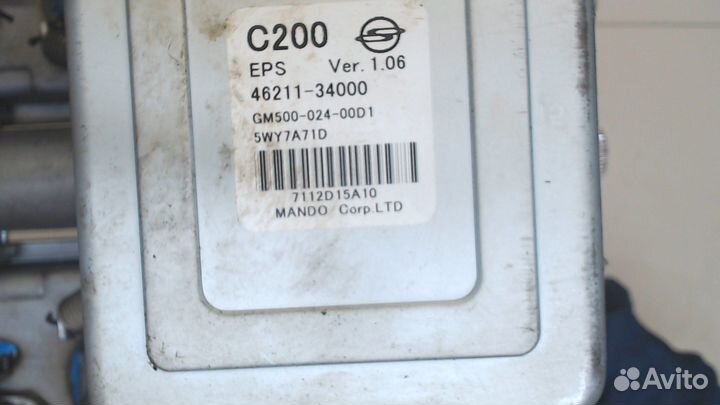 C200
EPS Ver. 1.06
46211-34000
GM500-024-00D1
5WY7A71D
7112D15A10
MANDO Corp.LTD
Avito